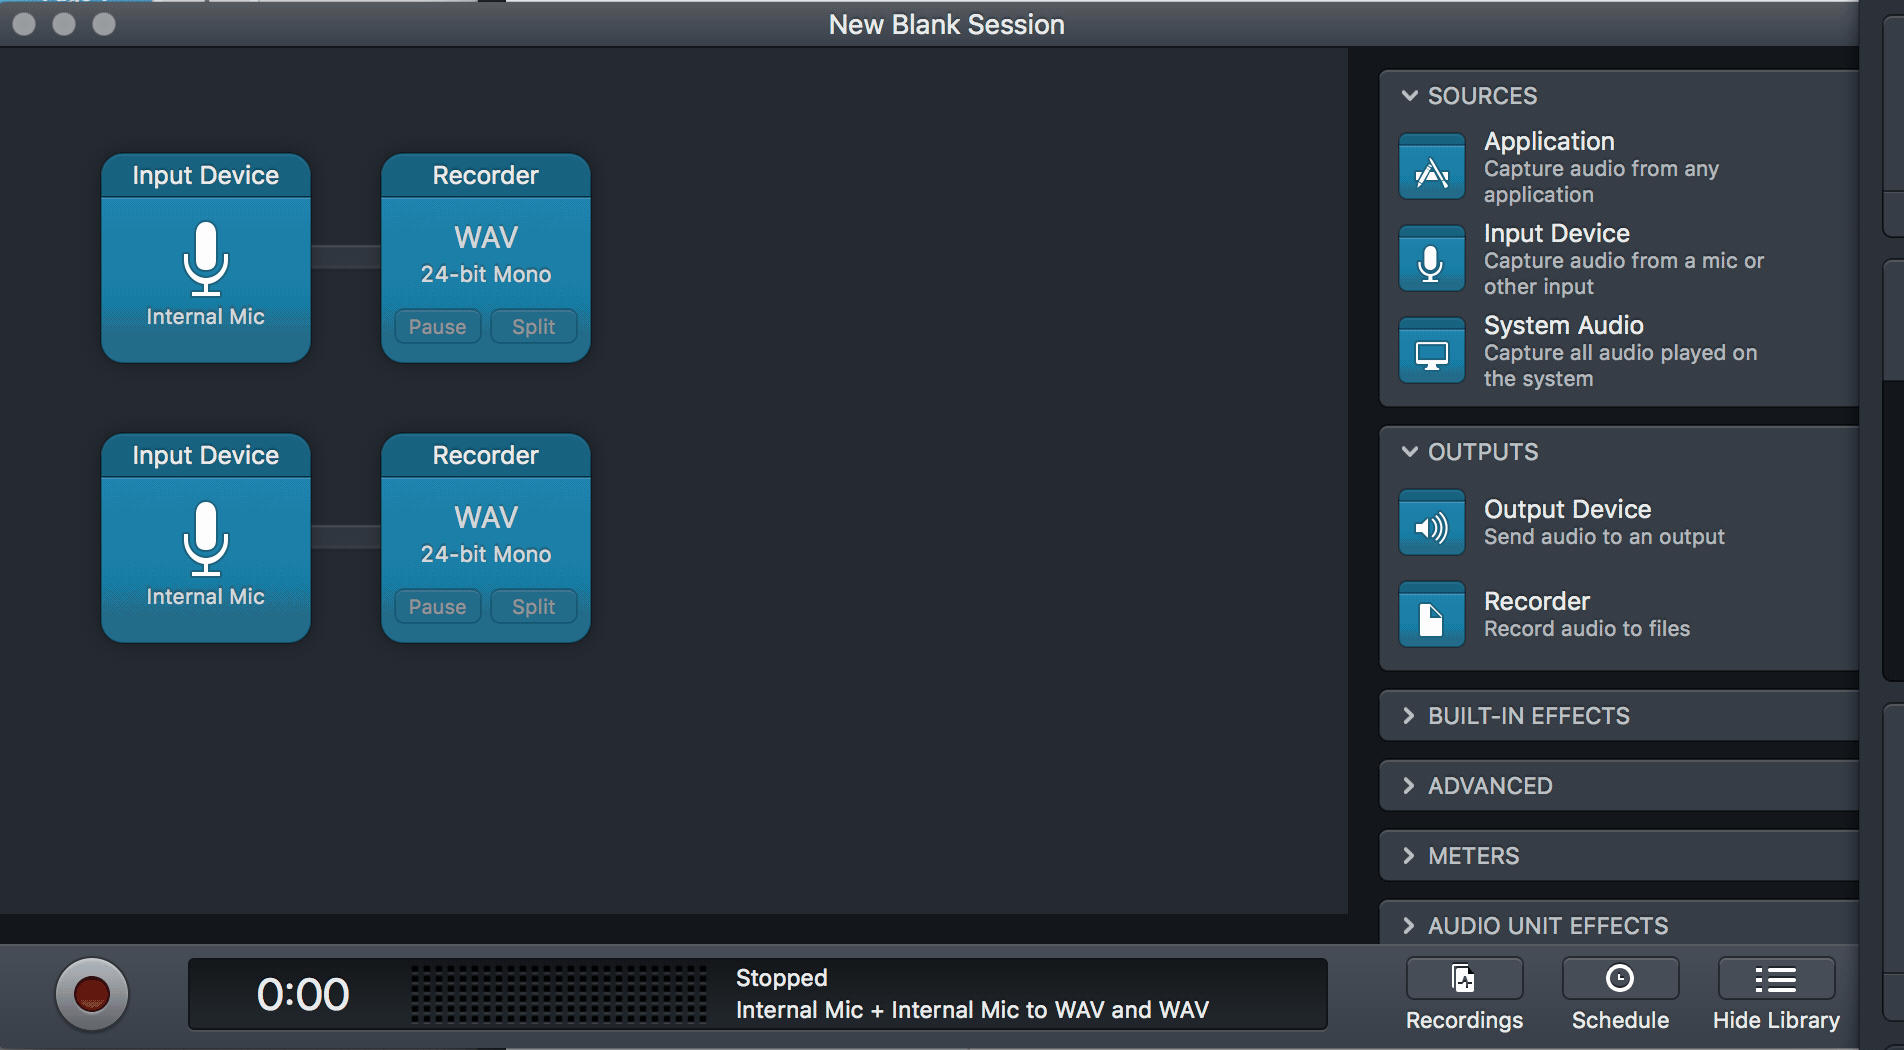 New Blank Session
Input Device
Internal Mic
Recorder
WAV
24-bit Mono
Pause Split
Input Device
Internal Mic
Recorder
WAV
24-bit Mono
Pause Split
SOURCES
Application
Capture audio from any
application
Input Device
Capture audio from a mic or
other input
System Audio
Capture all audio played on
the system
OUTPUTS
Output Device
Send audio to an output
Recorder
Record audio to files
BUILT-IN EFFECTS
ADVANCED
METERS
AUDIO UNIT EFFECTS
0:00
Stopped
Internal Mic + Internal Mic to WAV and WAV
Recordings
Schedule
Hide Library